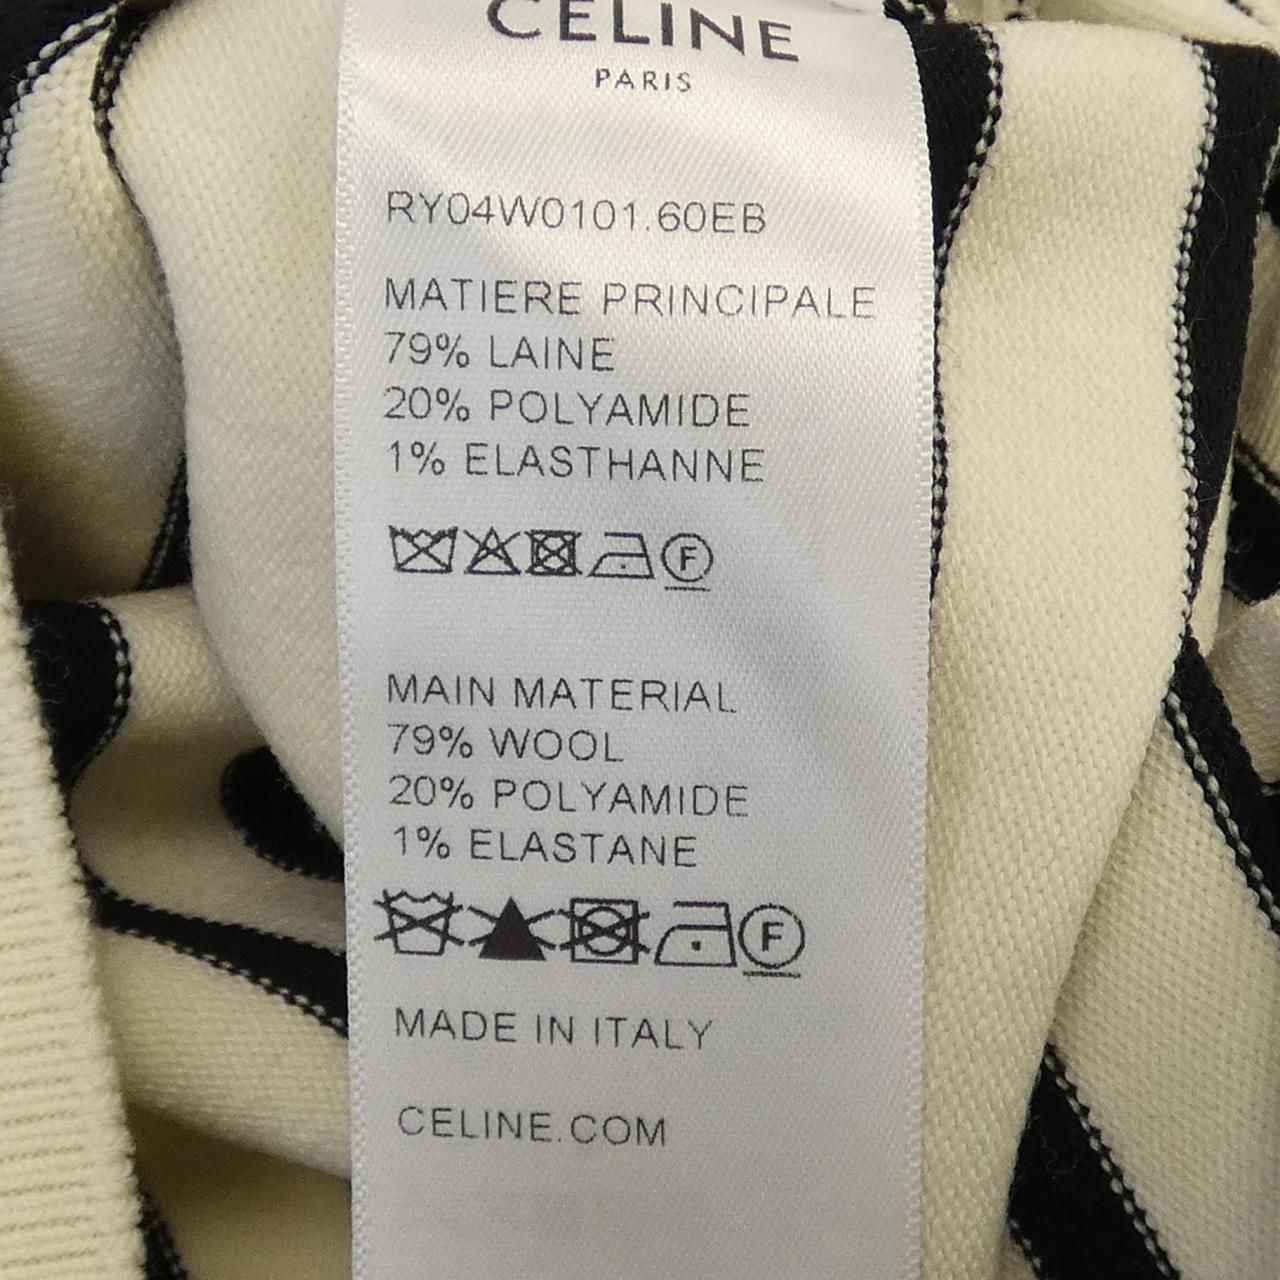 CELINE
PARIS
RY04W0101.60EB
MATIERE PRINCIPALE
79% LAINE
20% POLYAMIDE
1% ELASTHANNE
F
MAIN MATERIAL
79% WOOL
20% POLYAMIDE
1% ELASTANE
F
MADE IN ITALY
CELINE.COM